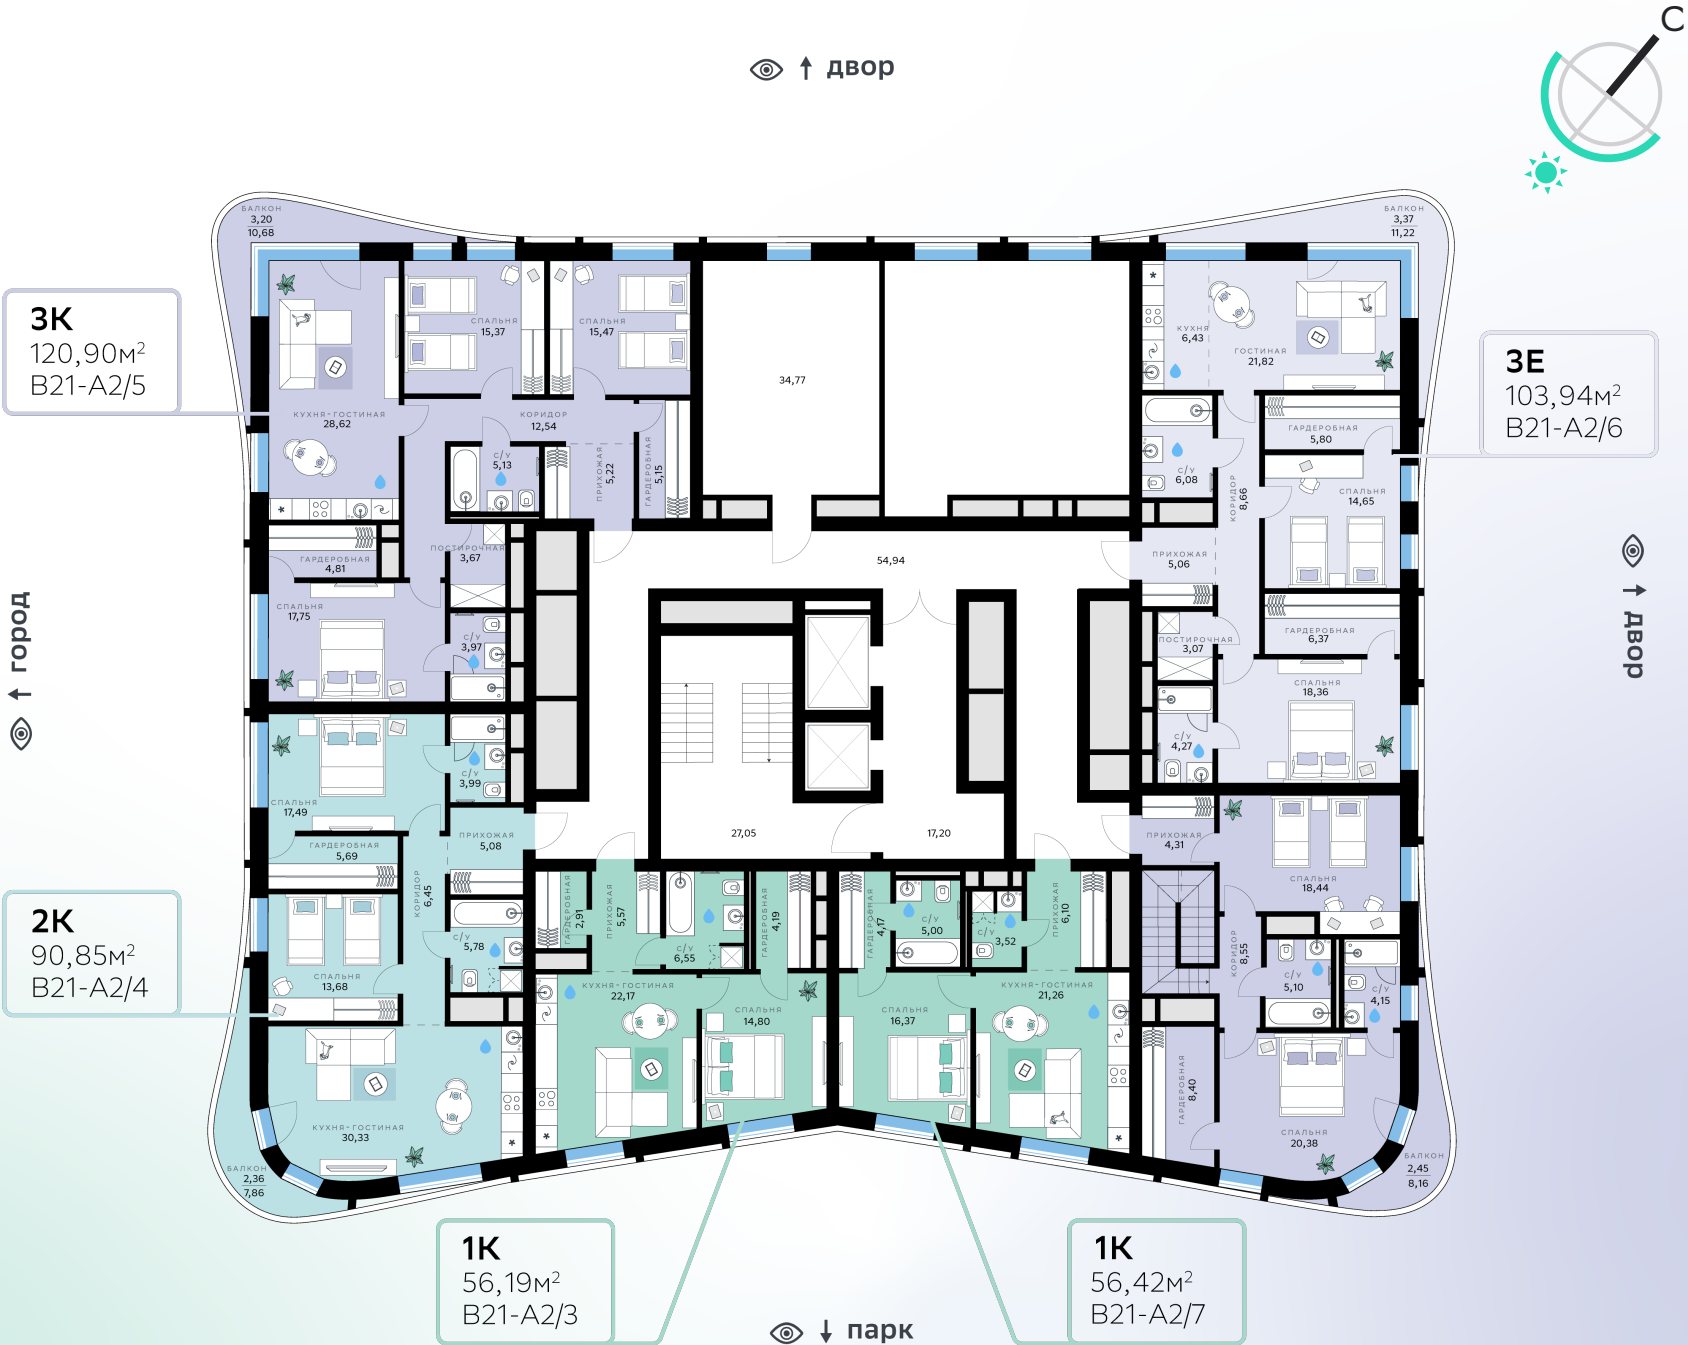 С
двор
БАЛКОН
3,20
10,68
БАЛКОН
3,37
11,22
3К
120,90м²
В21-А2/5
СПАЛЬНЯ
15,37
СПАЛЬНЯ
15,47
КУХНЯ-ГОСТИНАЯ
28,62
КОРИДОР
12,54
С/У
5,13
ПРИХОЖАЯ
5,22
ГАРДЕРОБНАЯ
5,15
34,77
КУХНЯ
6,43
ГОСТИНАЯ
21,82
3Е
103,94м²
В21-А2/6
ГАРДЕРОБНАЯ
5,80
С/У
6,08
КОРИДОР
8,66
СПАЛЬНЯ
14,65
ГАРДЕРОБНАЯ
4,81
ПОСТИРОЧНАЯ
3,67
54,94
ПРИХОЖАЯ
5,06
СПАЛЬНЯ
17,75
С/У
3,97
ГАРДЕРОБНАЯ
6,37
ПОСТИРОЧНАЯ
3,07
СПАЛЬНЯ
18,36
С/У
4,27
город
двор
С/У
3,99
СПАЛЬНЯ
17,49
ПРИХОЖАЯ
5,08
ГАРДЕРОБНАЯ
5,69
КОРИДОР
6,45
27,05
17,20
ПРИХОЖАЯ
4,31
СПАЛЬНЯ
18,44
2К
90,85м²
В21-А2/4
С/У
5,78
СПАЛЬНЯ
13,68
ГАРДЕРОБНАЯ
2,91
ПРИХОЖАЯ
5,57
С/У
6,55
ГАРДЕРОБНАЯ
4,19
ГАРДЕРОБНАЯ
4,17
С/У
5,00
С/У
3,52
ПРИХОЖАЯ
6,10
КОРИДОР
8,55
С/У
5,10
С/У
4,15
КУХНЯ-ГОСТИНАЯ
22,17
СПАЛЬНЯ
14,80
СПАЛЬНЯ
16,37
КУХНЯ-ГОСТИНАЯ
21,26
ГАРДЕРОБНАЯ
8,40
КУХНЯ-ГОСТИНАЯ
30,33
СПАЛЬНЯ
20,38
БАЛКОН
2,36
7,86
БАЛКОН
2,45
8,16
1К
56,19м²
В21-А2/3
1К
56,42м²
В21-А2/7
парк